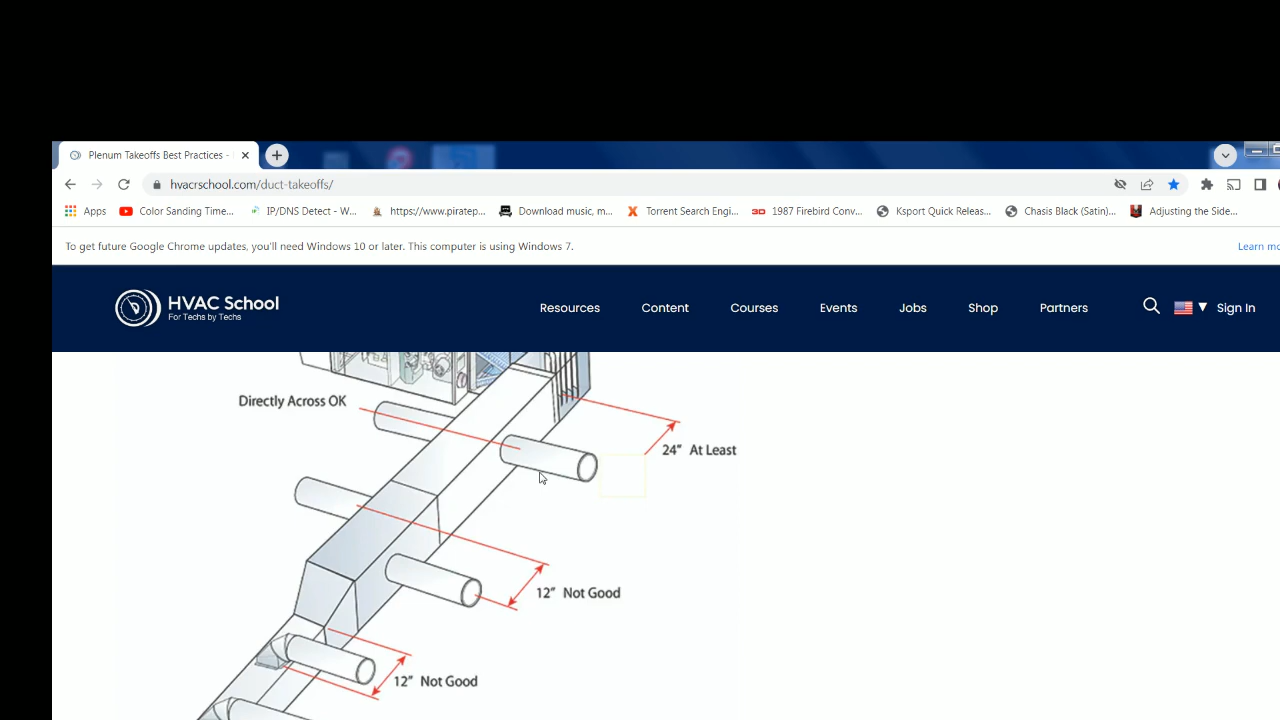 Plenum Takeoffs Best Practices -
hvacrschool.com/duct-takeoffs/
Apps Color Sanding Time... IP/DNS Detect - W... https://www.piratep... Download music, m... Torrent Search Engi... 1987 Firebird Conv... Ksport Quick Releas... Chasis Black (Satin)... Adjusting the Side...
To get future Google Chrome updates, you'll need Windows 10 or later. This computer is using Windows 7. Learn mo
HVAC School
For Techs by Techs
Resources Content Courses Events Jobs Shop Partners Sign In
Directly Across OK
24" At Least
12" Not Good
12" Not Good